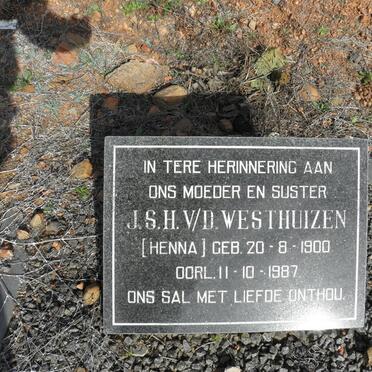 IN TERE HERINNERING AAN
ONS MOEDER EN SUSTER
J.S.H. V/D. WESTHUIZEN
[HENNA] GEB. 20-8-1900
OORL. 11-10-1987
ONS SAL MET LIEFDE ONTHOU.